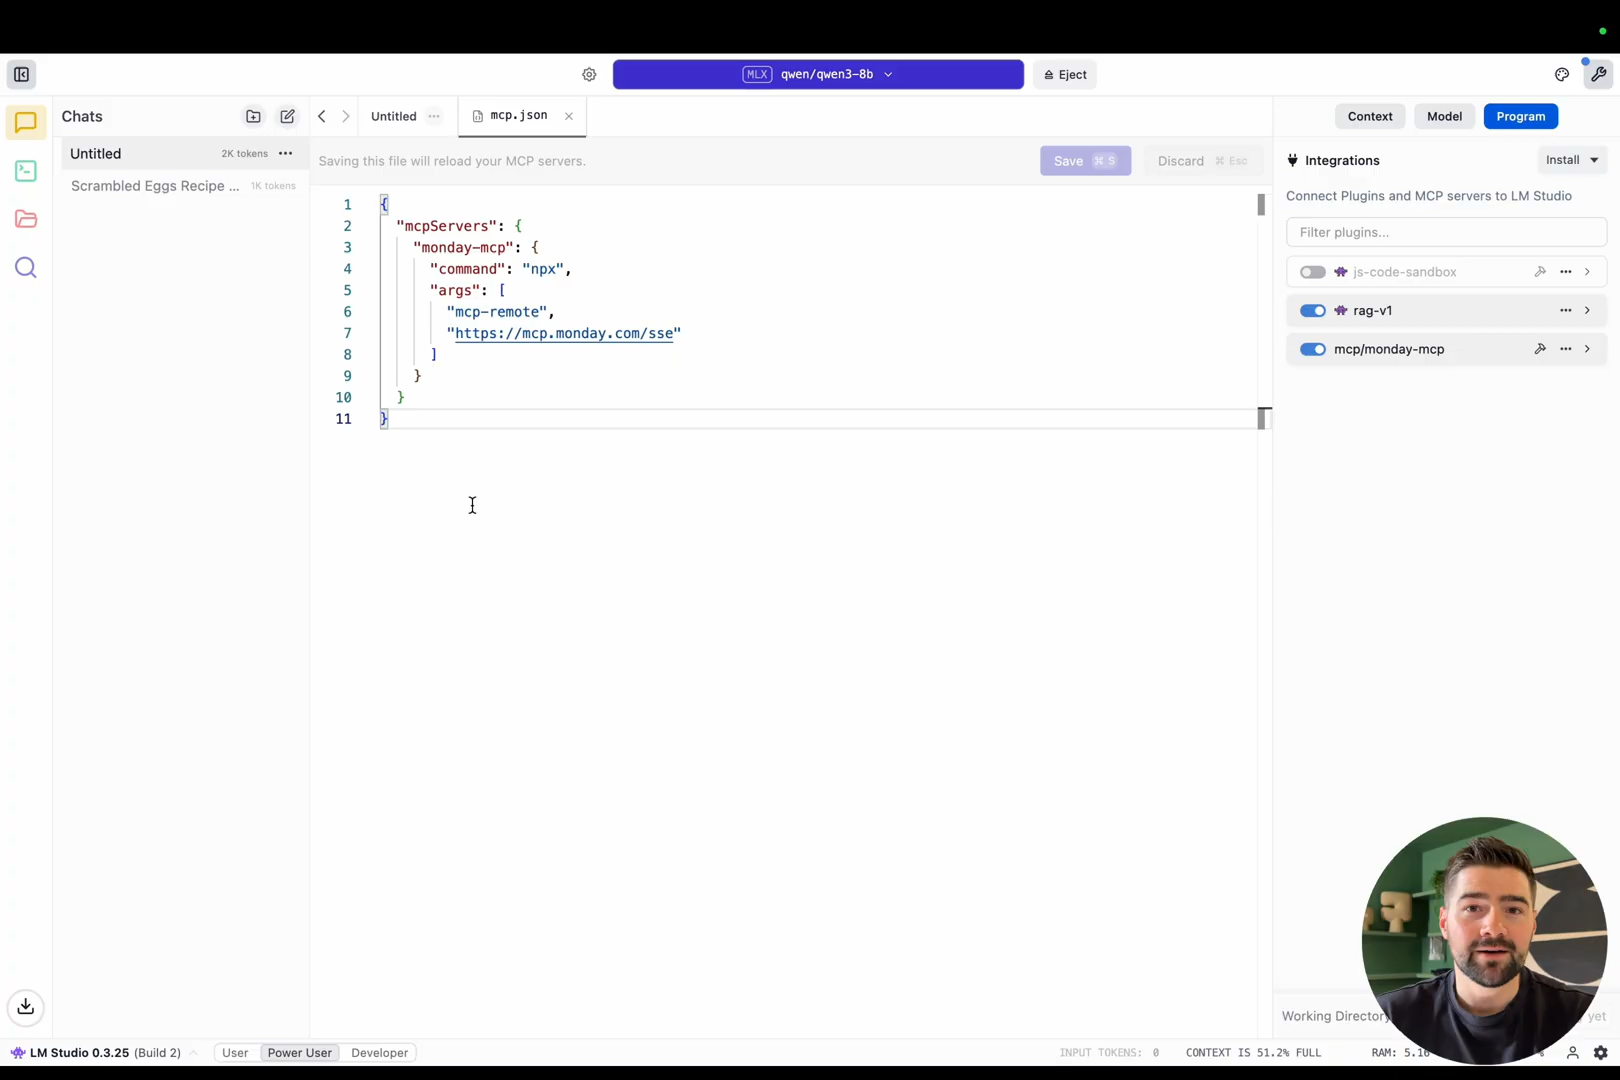 MLX qwen/qwen3-8b
Eject
Chats
Untitled 2K tokens
Scrambled Eggs Recipe ... 1K tokens
Untitled
mcp.json
Saving this file will reload your MCP servers.
Save ⌘ S
Discard ⌘ Esc
1 {
2 "mcpServers": {
3 "monday-mcp": {
4 "command": "npx",
5 "args": [
6 "mcp-remote",
7 "https://mcp.monday.com/sse"
8 ]
9 }
10 }
11 }
Context
Model
Program
Integrations
Install
Connect Plugins and MCP servers to LM Studio
Filter plugins...
js-code-sandbox
rag-v1
mcp/monday-mcp
Working Directory
yet
LM Studio 0.3.25 (Build 2)
User
Power User
Developer
INPUT TOKENS: 0
CONTEXT IS 51.2% FULL
RAM: 5.16